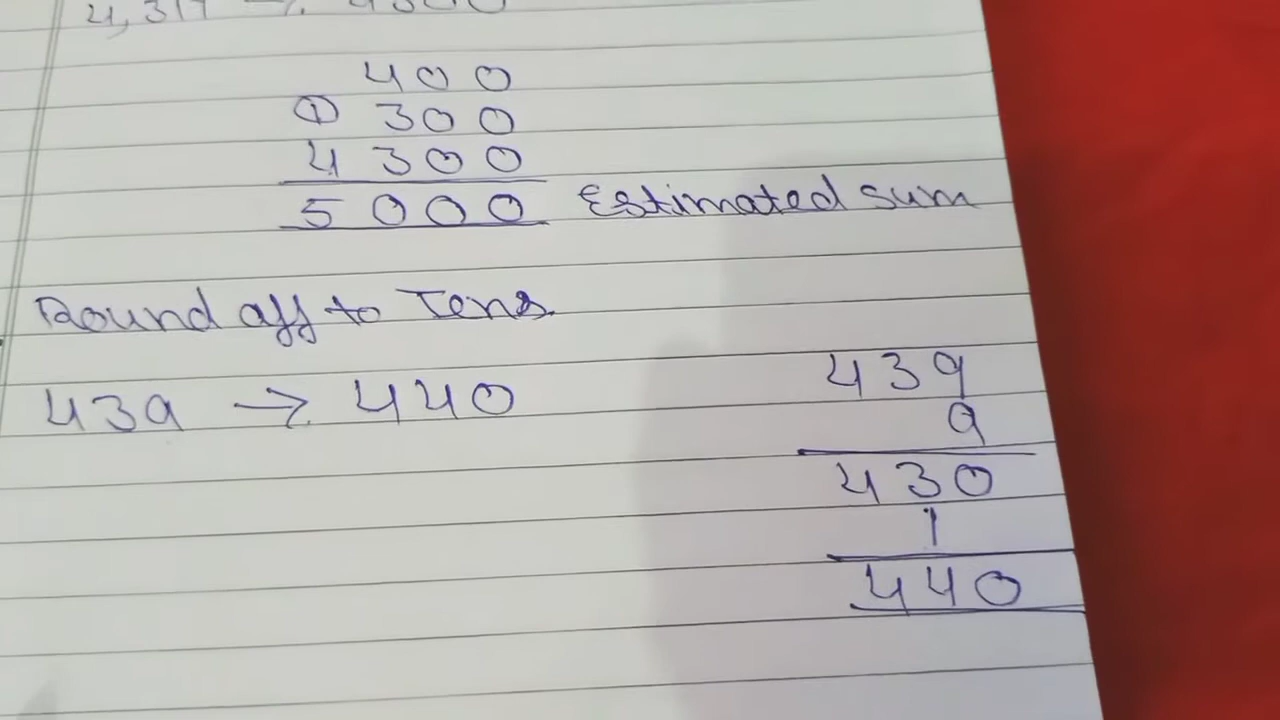 400
① 300
4300
5000 Estimated sum
Round off to Tens.
439 → 440
439
9
430
1
440